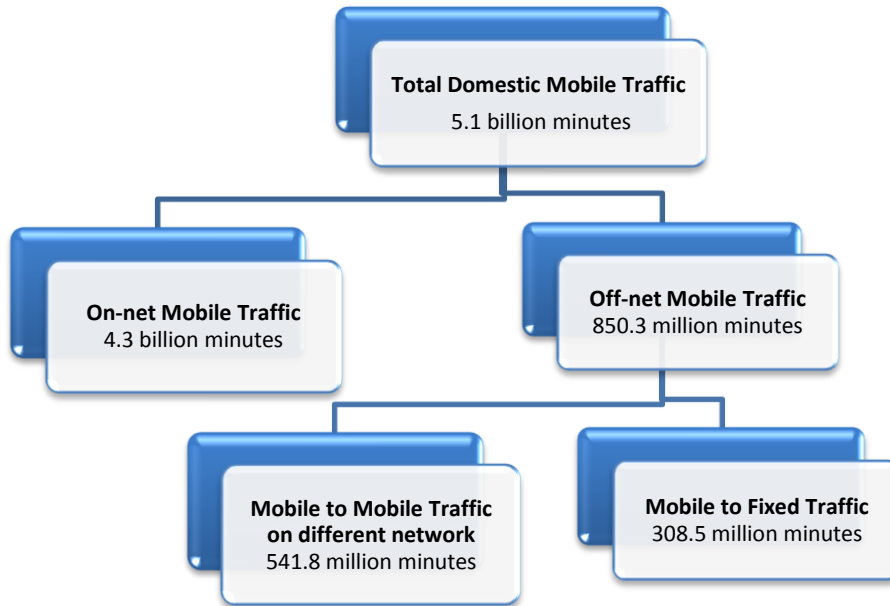 Total Domestic Mobile Traffic
5.1 billion minutes
On-net Mobile Traffic
4.3 billion minutes
Off-net Mobile Traffic
850.3 million minutes
Mobile to Mobile Traffic
on different network
541.8 million minutes
Mobile to Fixed Traffic
308.5 million minutes